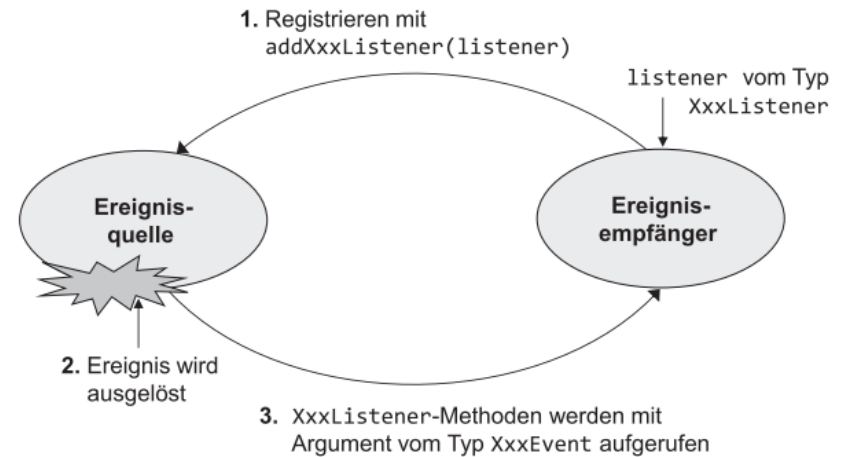 1. Registrieren mit
addXxxListener(listener)
listener vom Typ
XxxListener
Ereignis-
quelle
Ereignis-
empfänger
2. Ereignis wird
ausgelöst
3. XxxListener-Methoden werden mit
Argument vom Typ XxxEvent aufgerufen